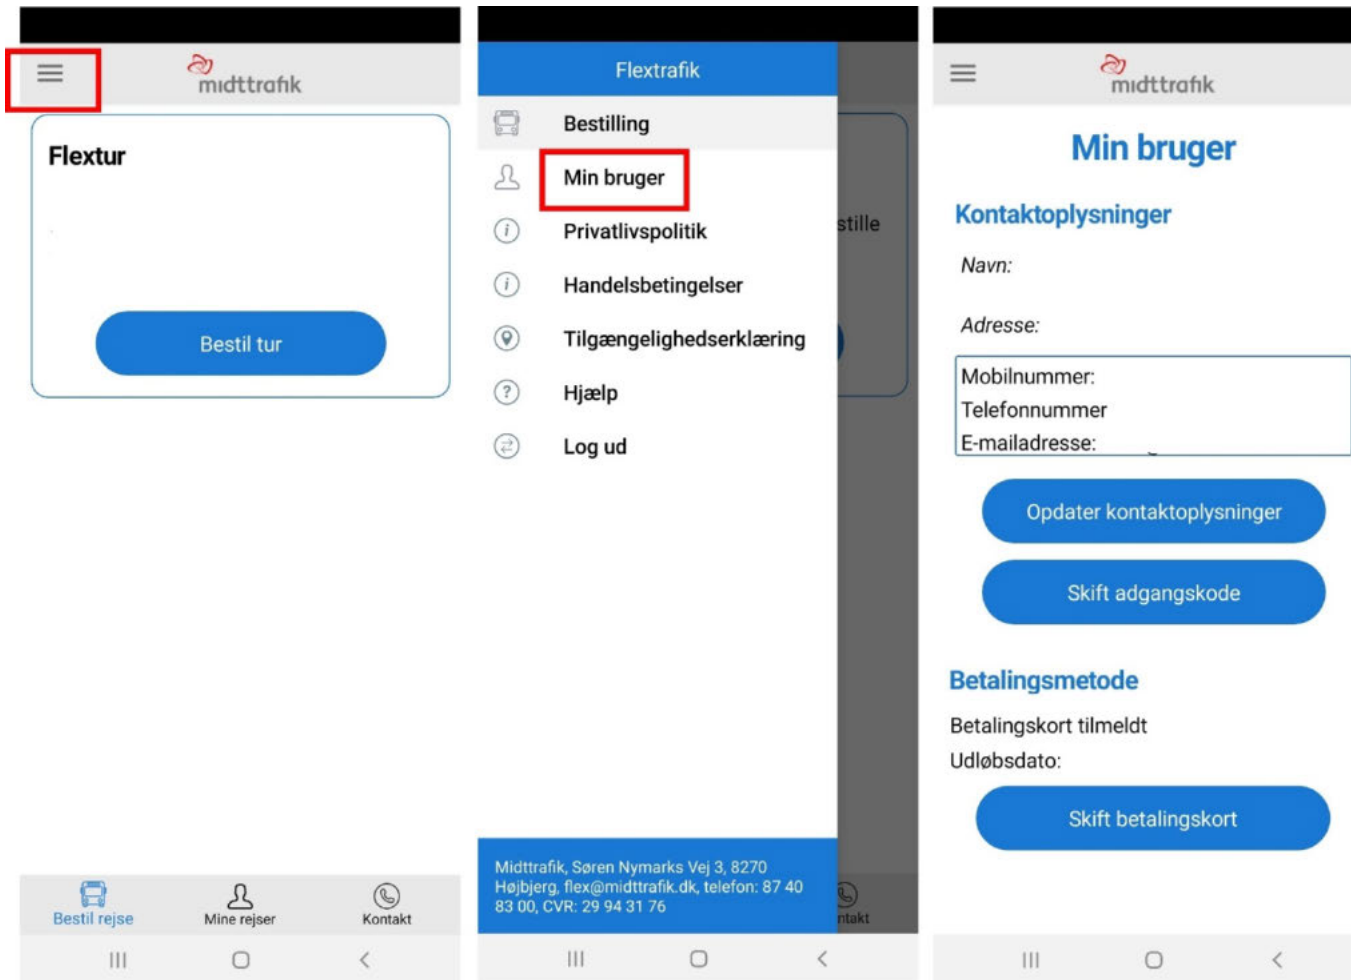 midttrafik
Flextur
Bestil tur
Bestil rejse
Mine rejser
Kontakt
Flextrafik
Bestilling
Min bruger
Privatlivspolitik
Handelsbetingelser
Tilgængelighedserklæring
Hjælp
Log ud
stille
Midttrafik, Søren Nymarks Vej 3, 8270
Højbjerg, flex@midttrafik.dk, telefon: 87 40
83 00, CVR: 29 94 31 76
ntakt
midttrafik
Min bruger
Kontaktoplysninger
Navn:
Adresse:
Mobilnummer:
Telefonnummer
E-mailadresse:
Opdater kontaktoplysninger
Skift adgangskode
Betalingsmetode
Betalingskort tilmeldt
Udløbsdato:
Skift betalingskort